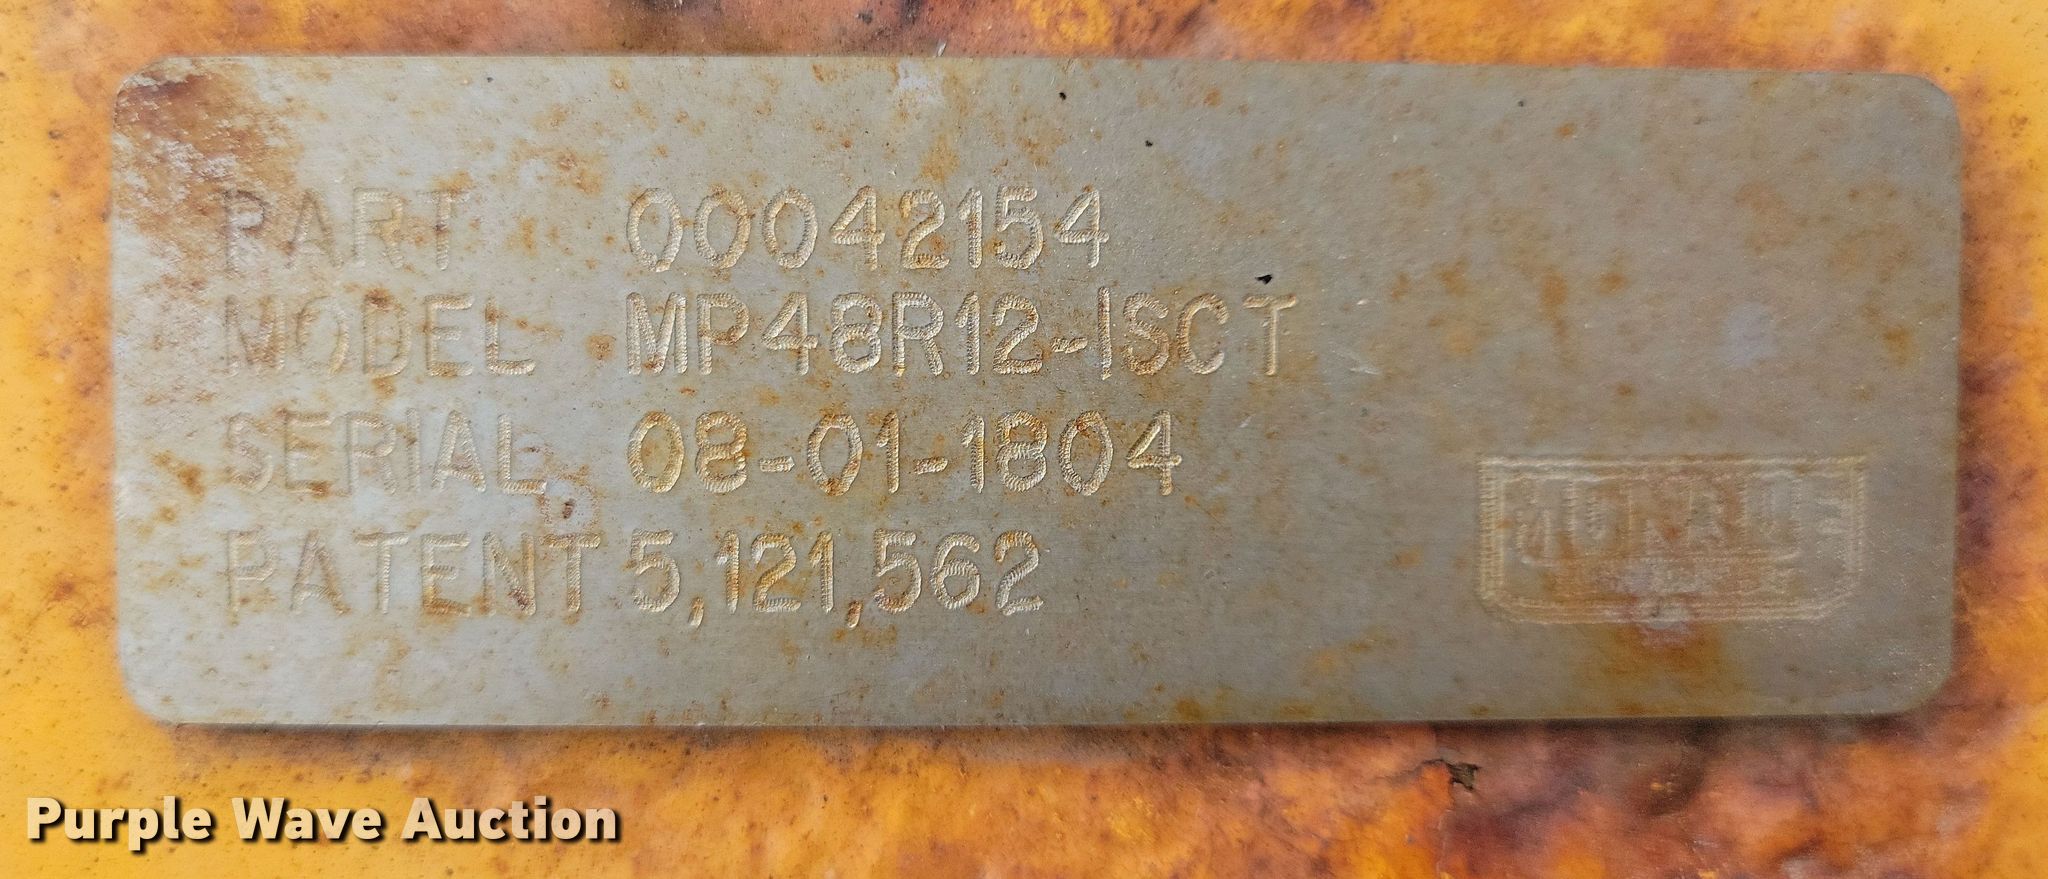 PART 00042154
MODEL MP48R12-ISCT
SERIAL 08-01-1804
PATENT 5,121,562
Purple Wave Auction